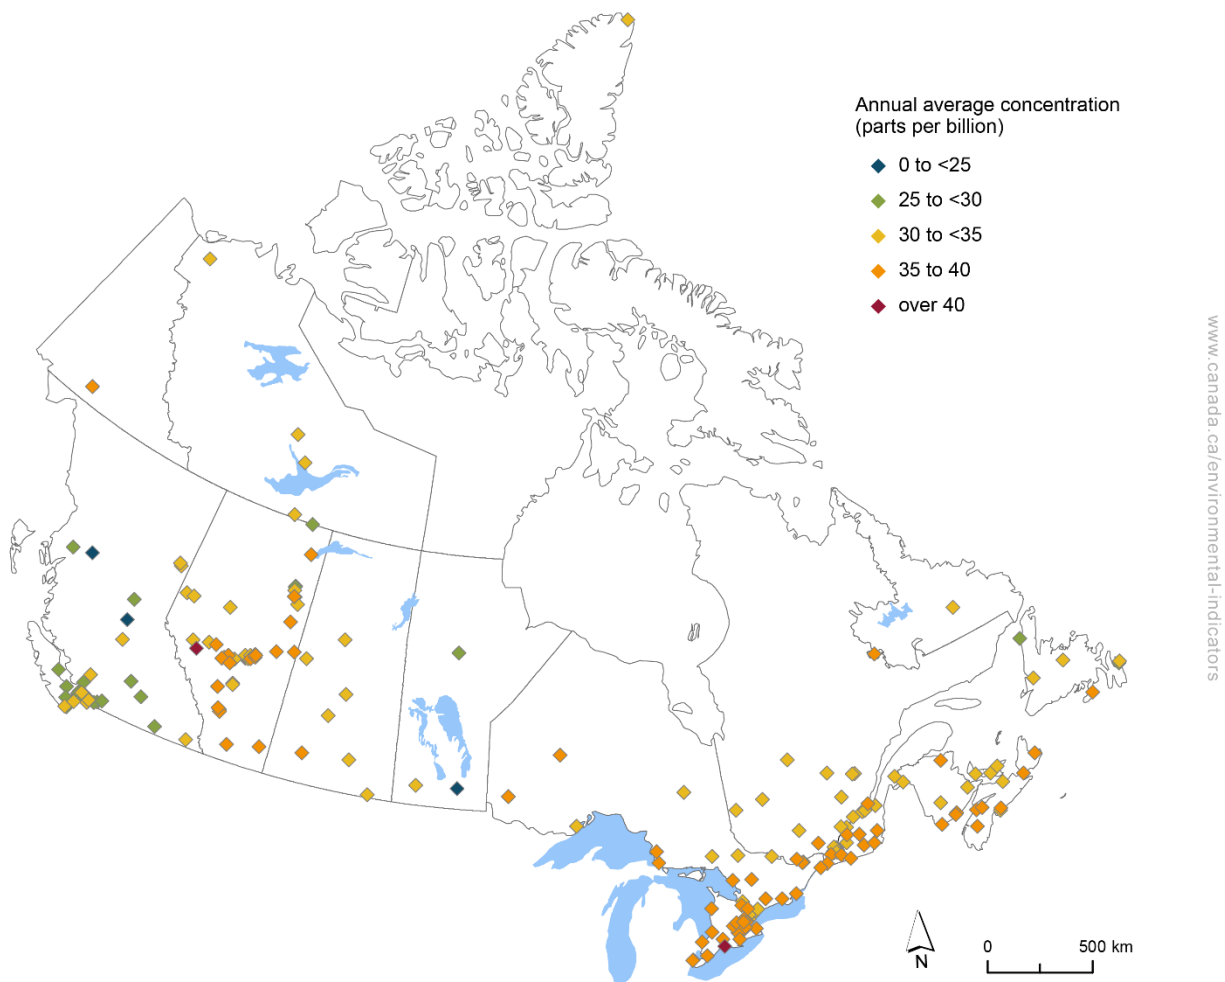 Annual average concentration
(parts per billion)
0 to <25
25 to <30
30 to <35
35 to 40
over 40
www.canada.ca/environmental-indicators
N
0 500 km